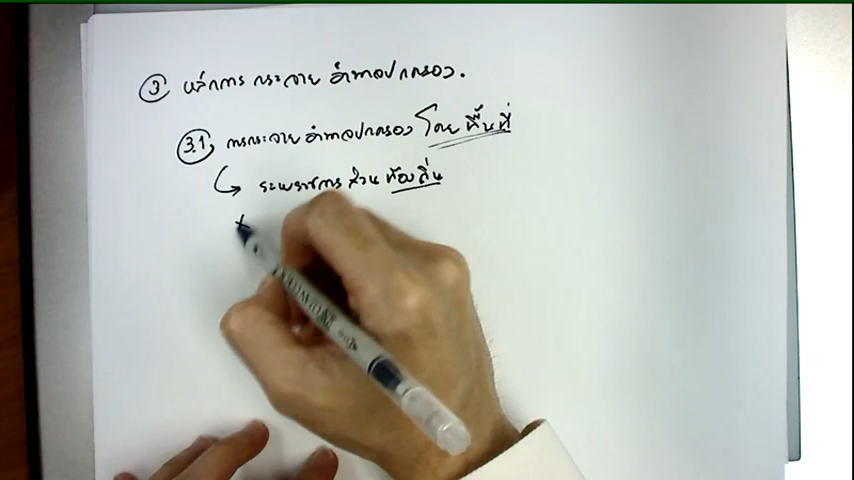 ③ หลักการ กระจาย อำนาจปกครอง.
3.1 การกระจาย อำนาจปกครอง โดย พื้นที่
ระบบราชการ ส่วน ท้องถิ่น